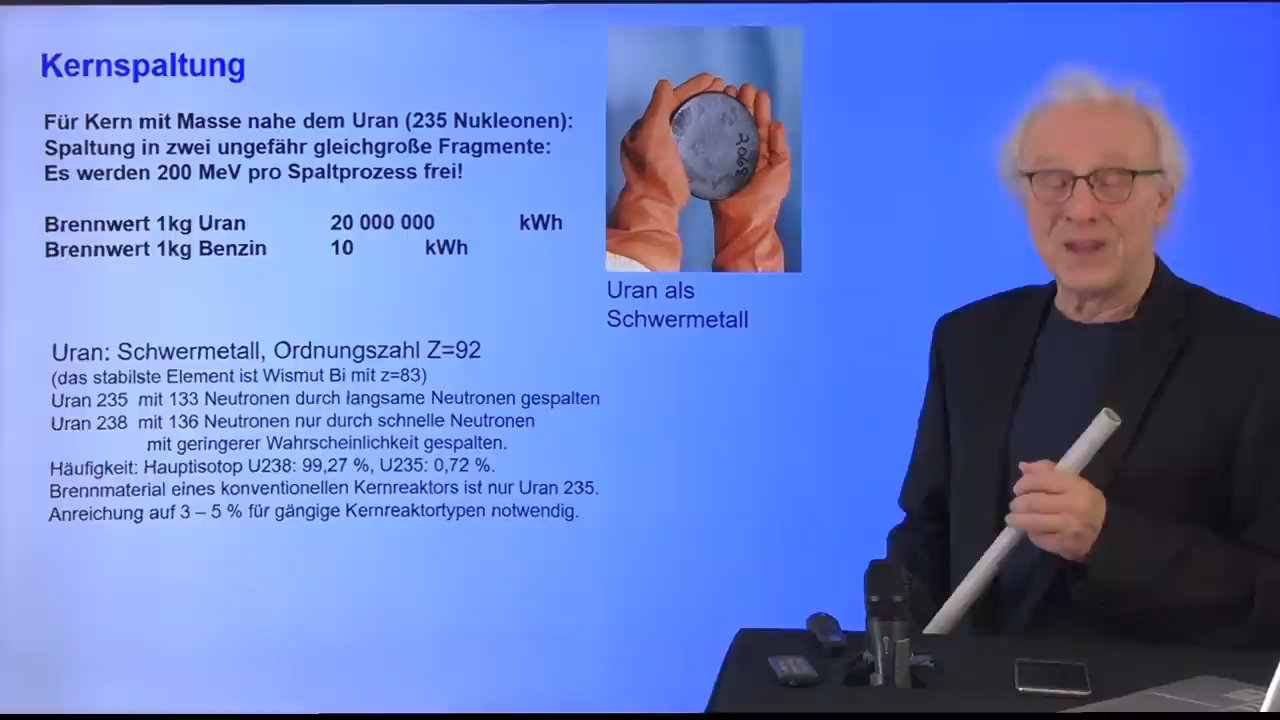 Kernspaltung
Für Kern mit Masse nahe dem Uran (235 Nukleonen):
Spaltung in zwei ungefähr gleichgroße Fragmente:
Es werden 200 MeV pro Spaltprozess frei!
Brennwert 1kg Uran 20 000 000 kWh
Brennwert 1kg Benzin 10 kWh
2068
Uran als
Schwermetall
Uran: Schwermetall, Ordnungszahl Z=92
(das stabilste Element ist Wismut Bi mit z=83)
Uran 235 mit 133 Neutronen durch langsame Neutronen gespalten
Uran 238 mit 136 Neutronen nur durch schnelle Neutronen
mit geringerer Wahrscheinlichkeit gespalten.
Häufigkeit: Hauptisotop U238: 99,27 %, U235: 0,72 %.
Brennmaterial eines konventionellen Kernreaktors ist nur Uran 235.
Anreichung auf 3 – 5 % für gängige Kernreaktortypen notwendig.